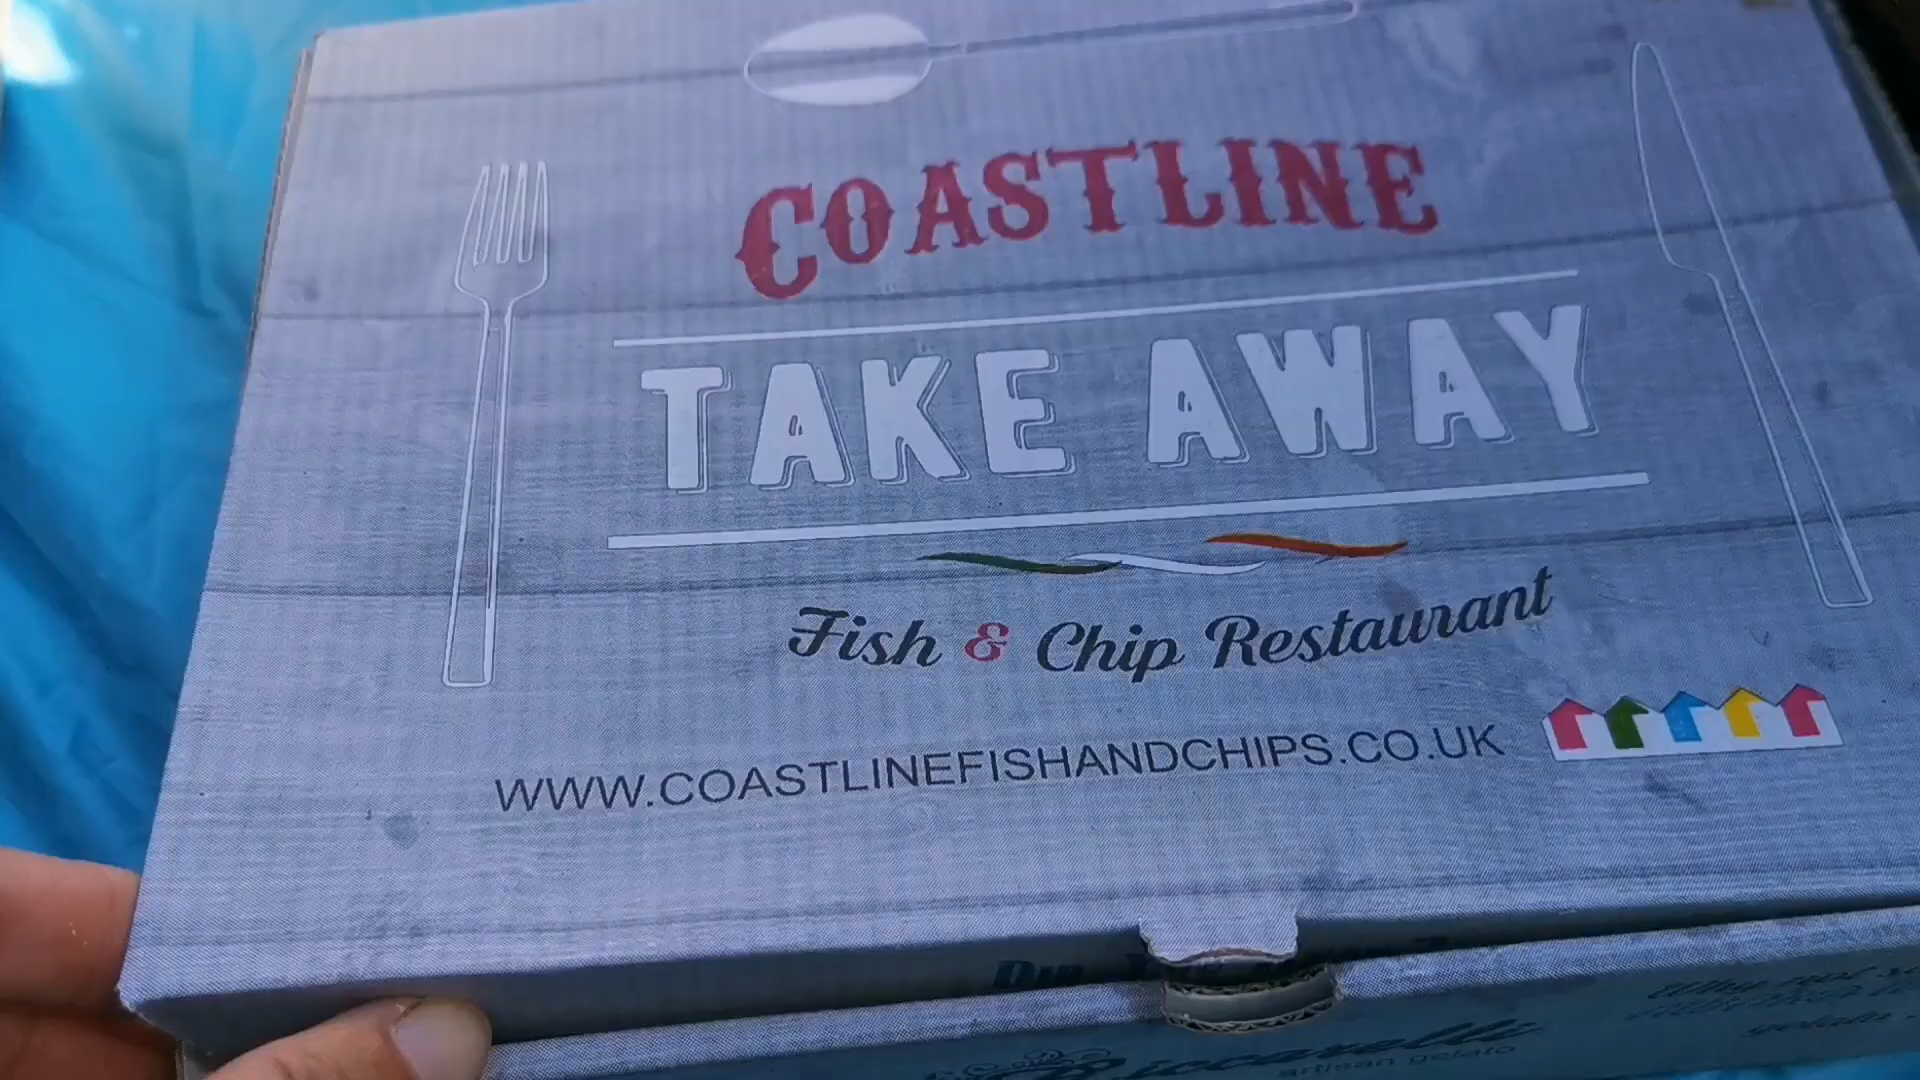 COASTLINE
TAKE AWAY
Fish & Chip Restaurant
WWW.COASTLINEFISHANDCHIPS.CO.UK
artisan gelato